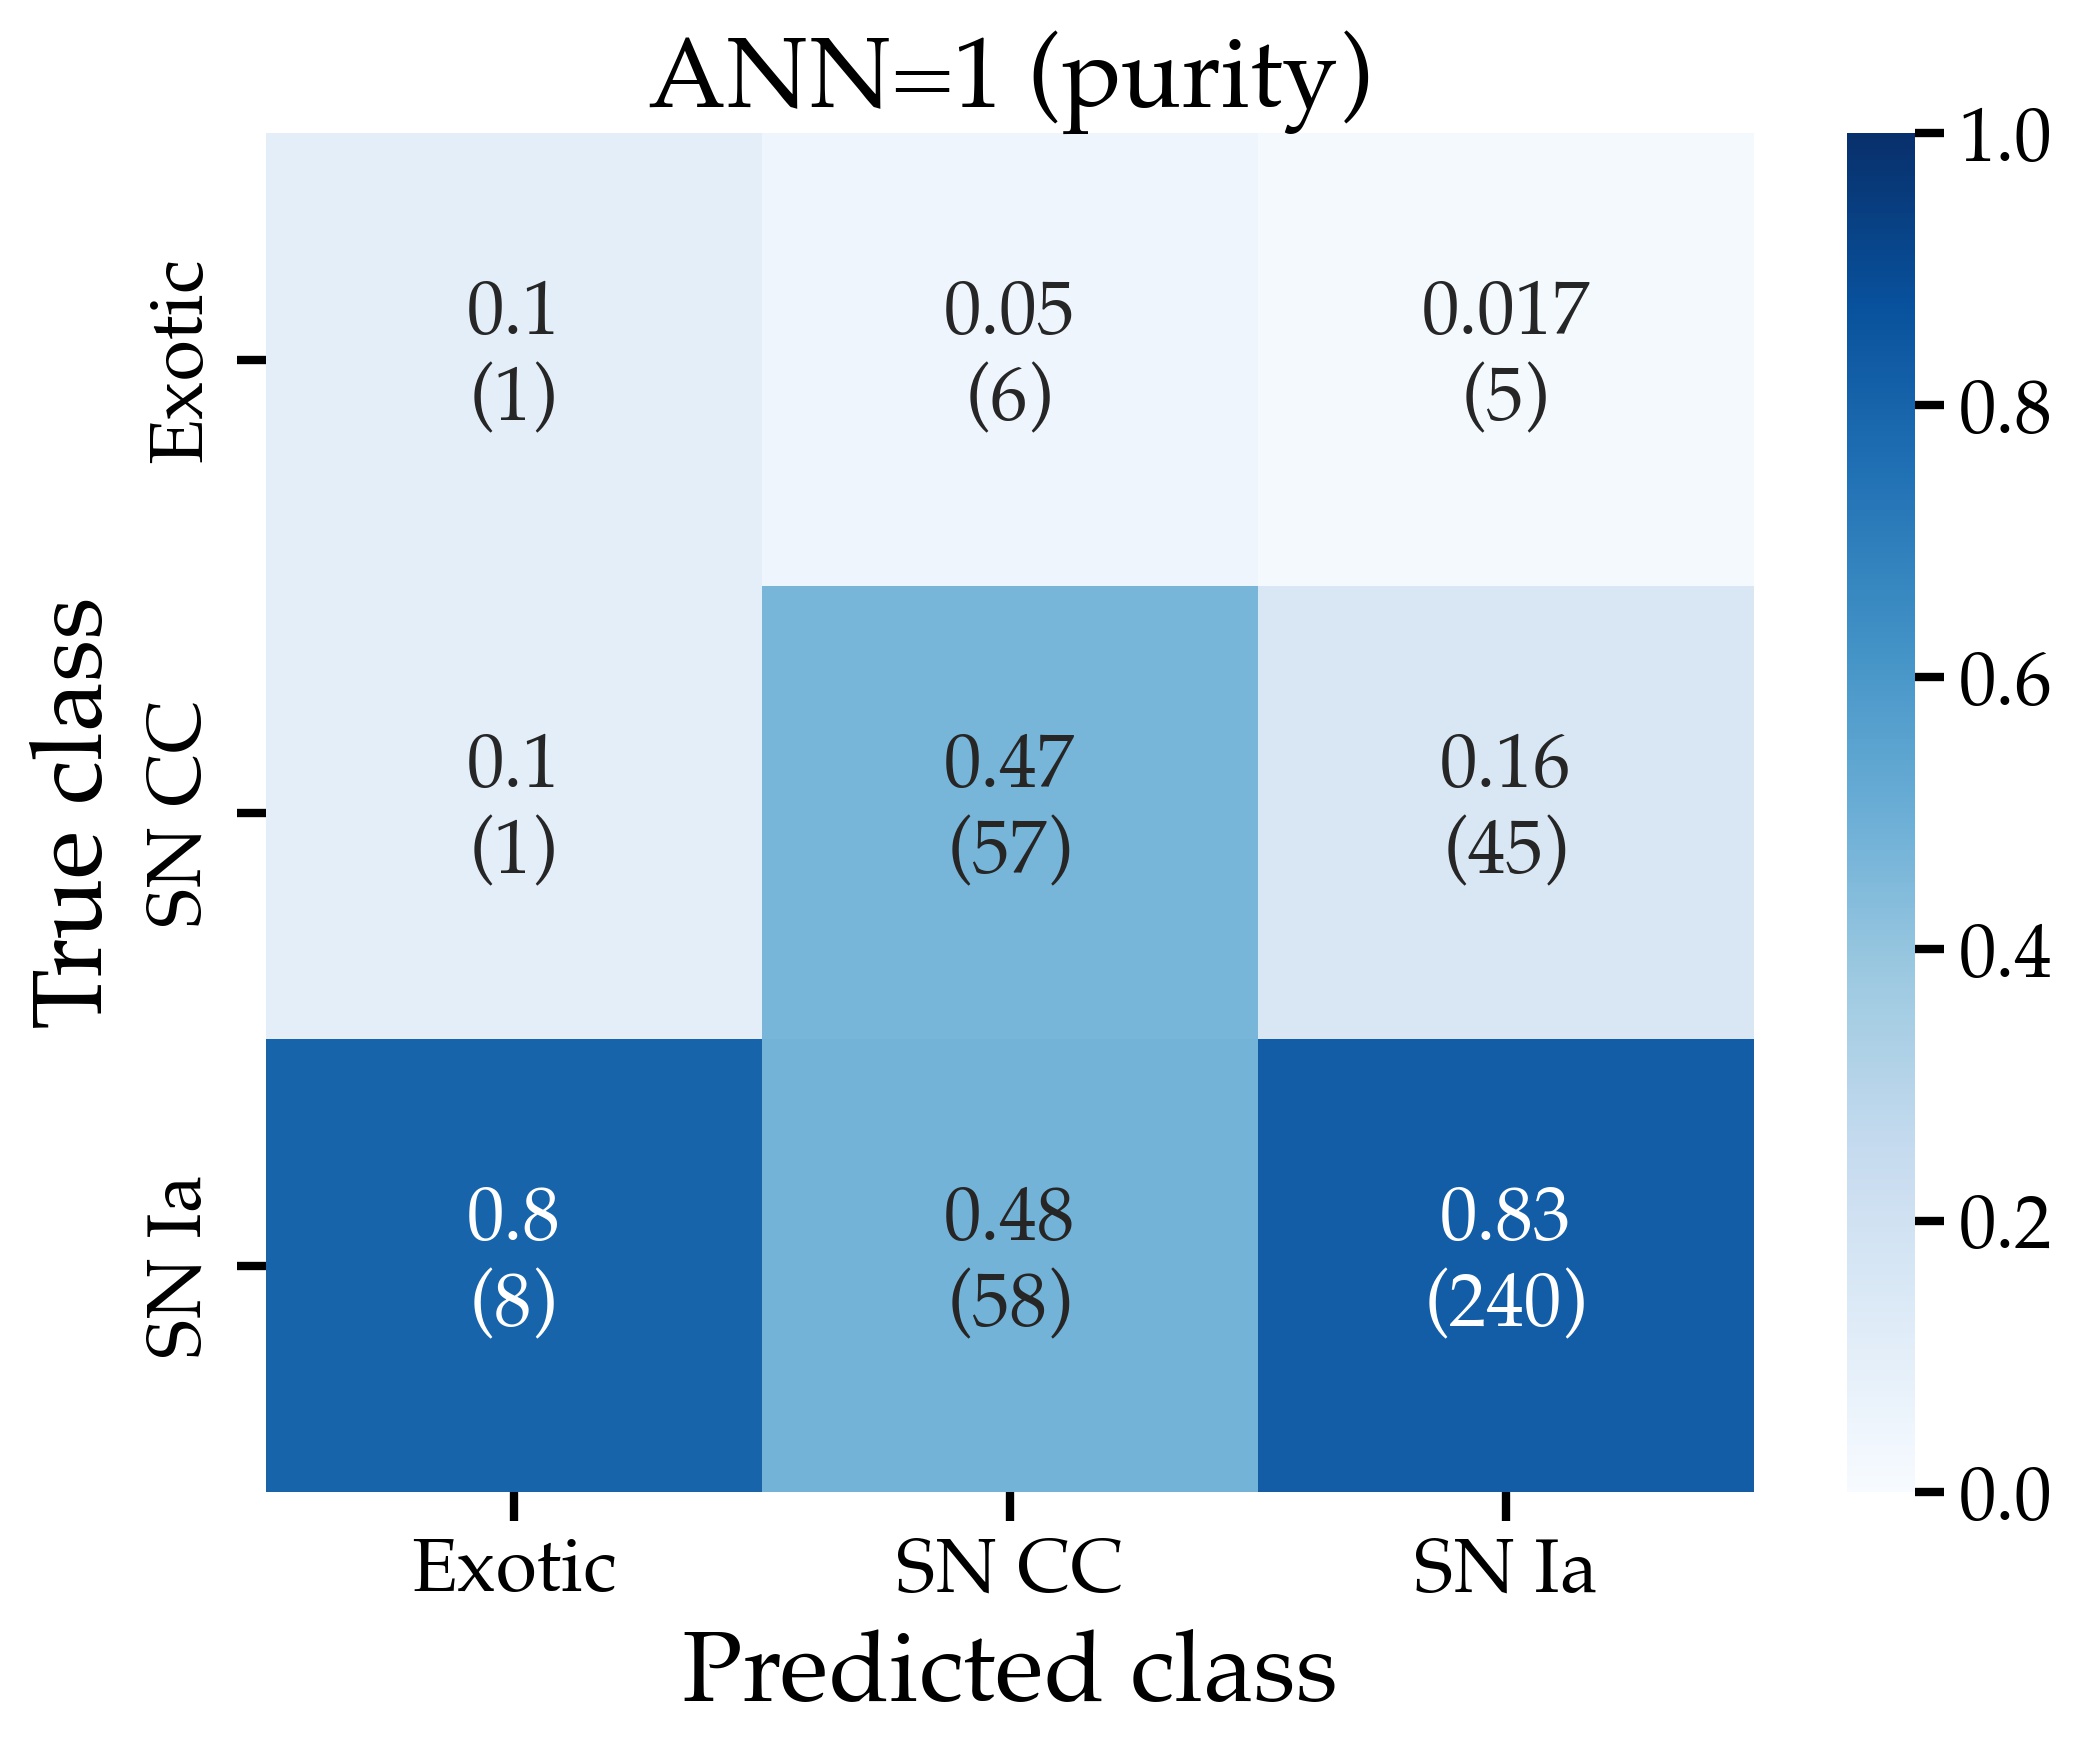 ANN=1 (purity)
True class
Exotic
0.1
(1)
0.05
(6)
0.017
(5)
SN CC
0.1
(1)
0.47
(57)
0.16
(45)
SN Ia
0.8
(8)
0.48
(58)
0.83
(240)
Exotic
SN CC
SN Ia
Predicted class
1.0
0.8
0.6
0.4
0.2
0.0